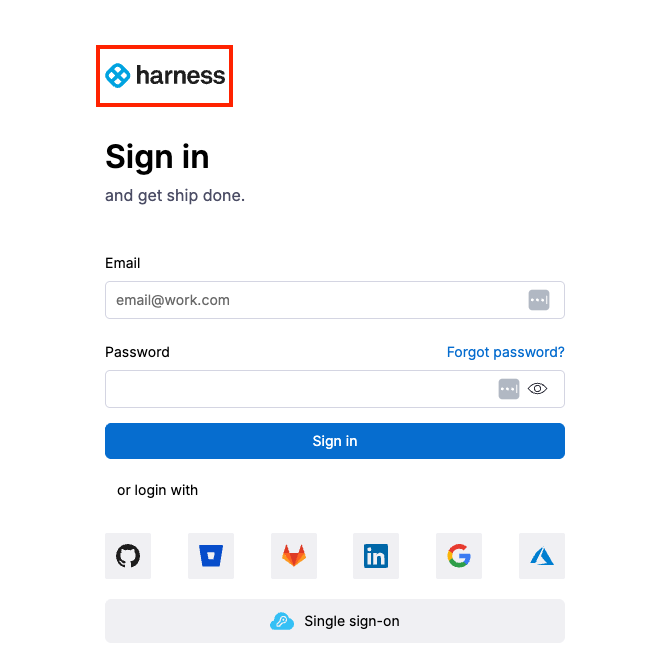 harness
Sign in
and get ship done.
Email
email@work.com
Password Forgot password?
Sign in
or login with
Single sign-on